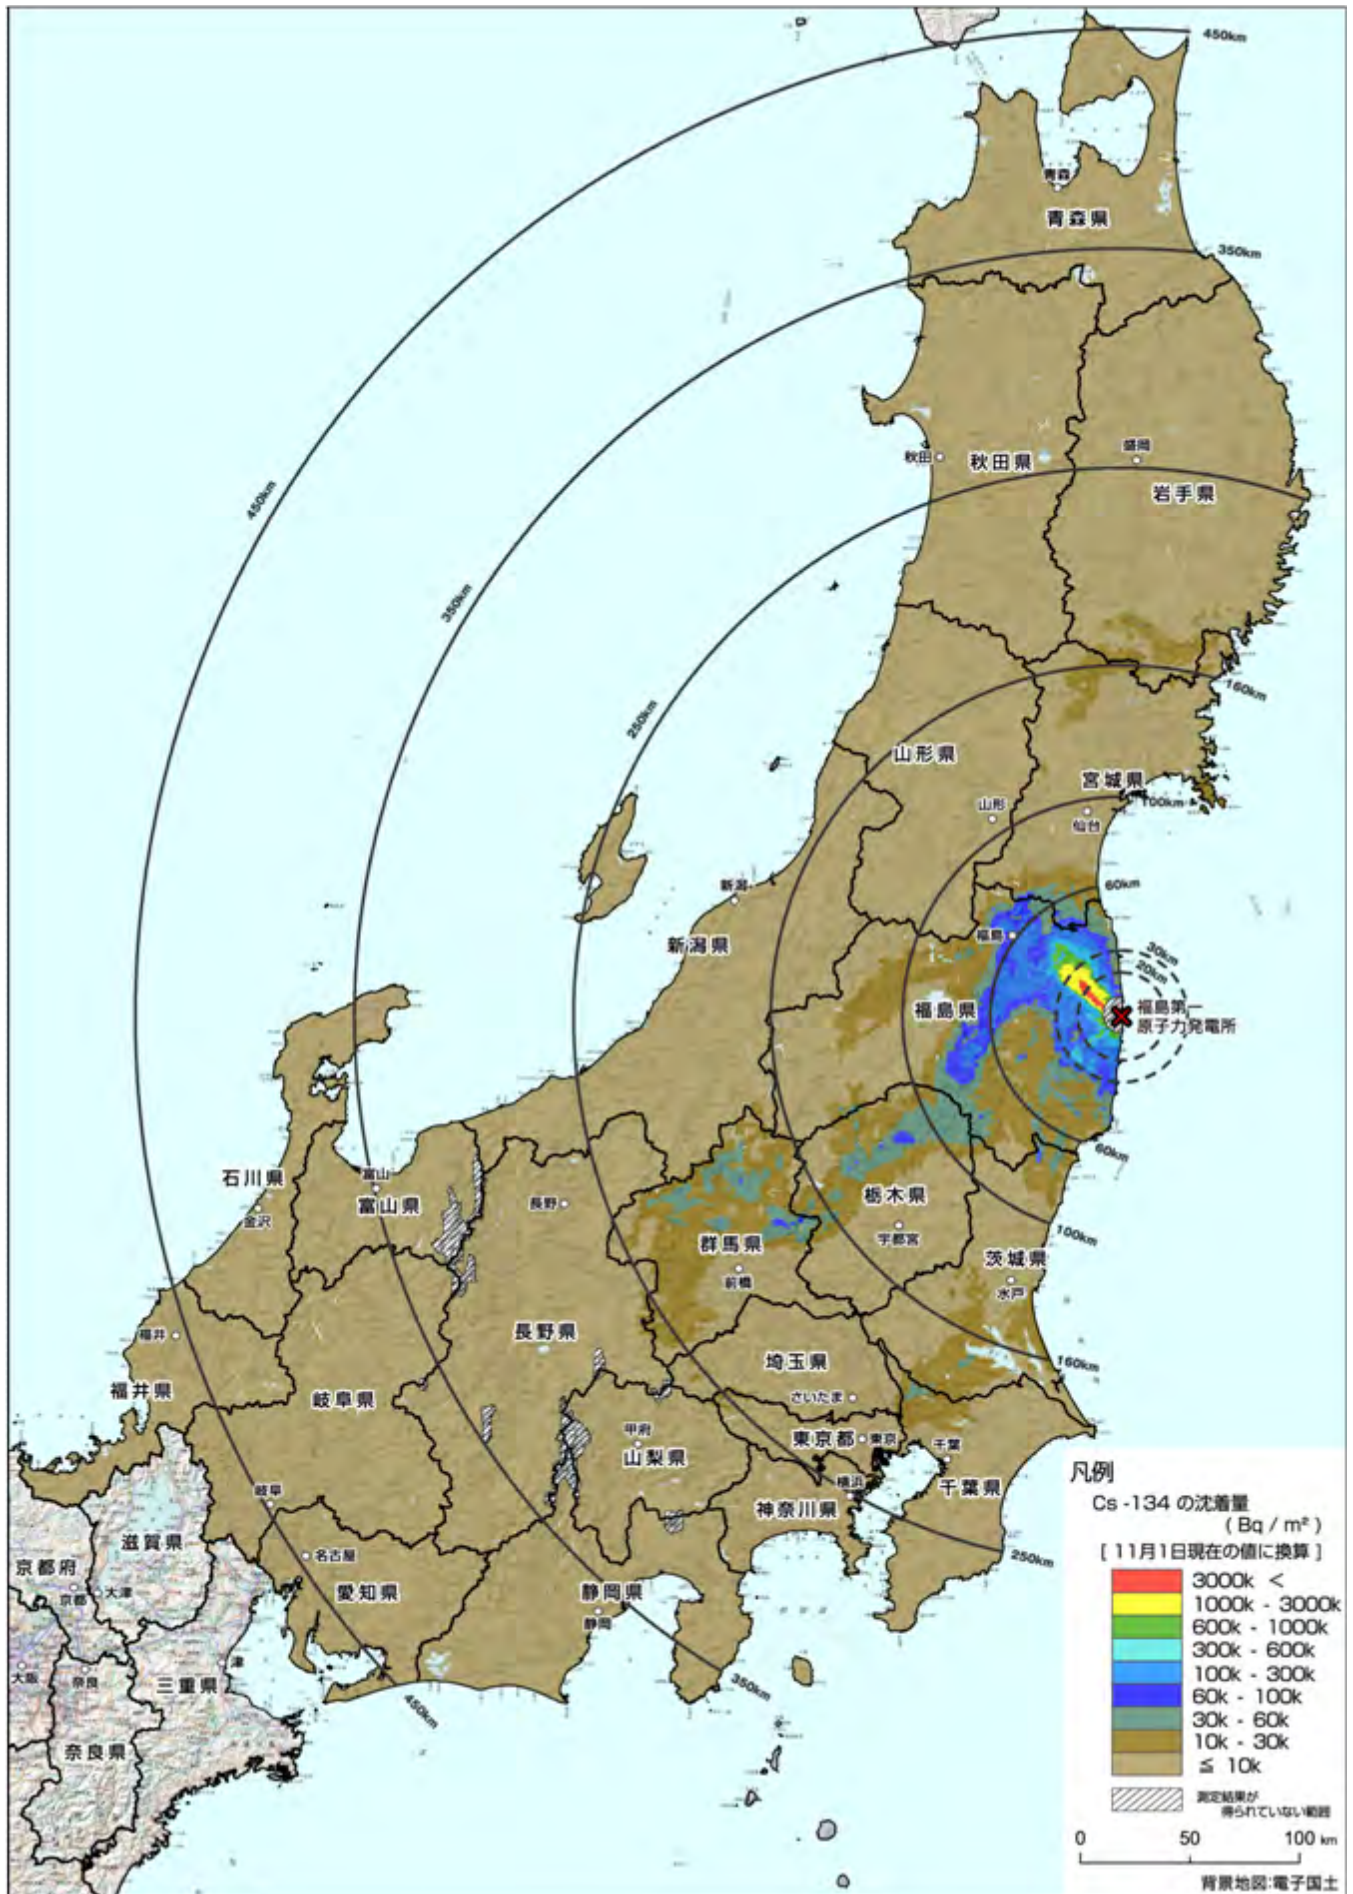 450km
青森
青森県
350km
盛岡
秋田
秋田県
岩手県
450km
350km
160km
250km
山形県
宮城県
山形
100km
仙台
新潟
60km
新潟県
福島
30km
20km
福島県
福島第一
原子力発電所
60km
石川県
富山
富山県
長野
栃木県
金沢
宇都宮
100km
群馬県
茨城県
前橋
水戸
長野県
福井
埼玉県
160km
福井県
岐阜県
さいたま
甲府
東京都
東京
千葉
山梨県
横浜
千葉県
神奈川県
岐阜
滋賀県
名古屋
250km
京都府
大津
京都
愛知県
静岡県
静岡
大阪
奈良
津
三重県
350km
450km
奈良県
凡例
Cs -134 の沈着量
( Bq / m² )
[ 11月1日現在の値に換算 ]
3000k <
1000k - 3000k
600k - 1000k
300k - 600k
100k - 300k
60k - 100k
30k - 60k
10k - 30k
≦ 10k
測定結果が
得られていない範囲
0 50 100 km
背景地図:電子国土